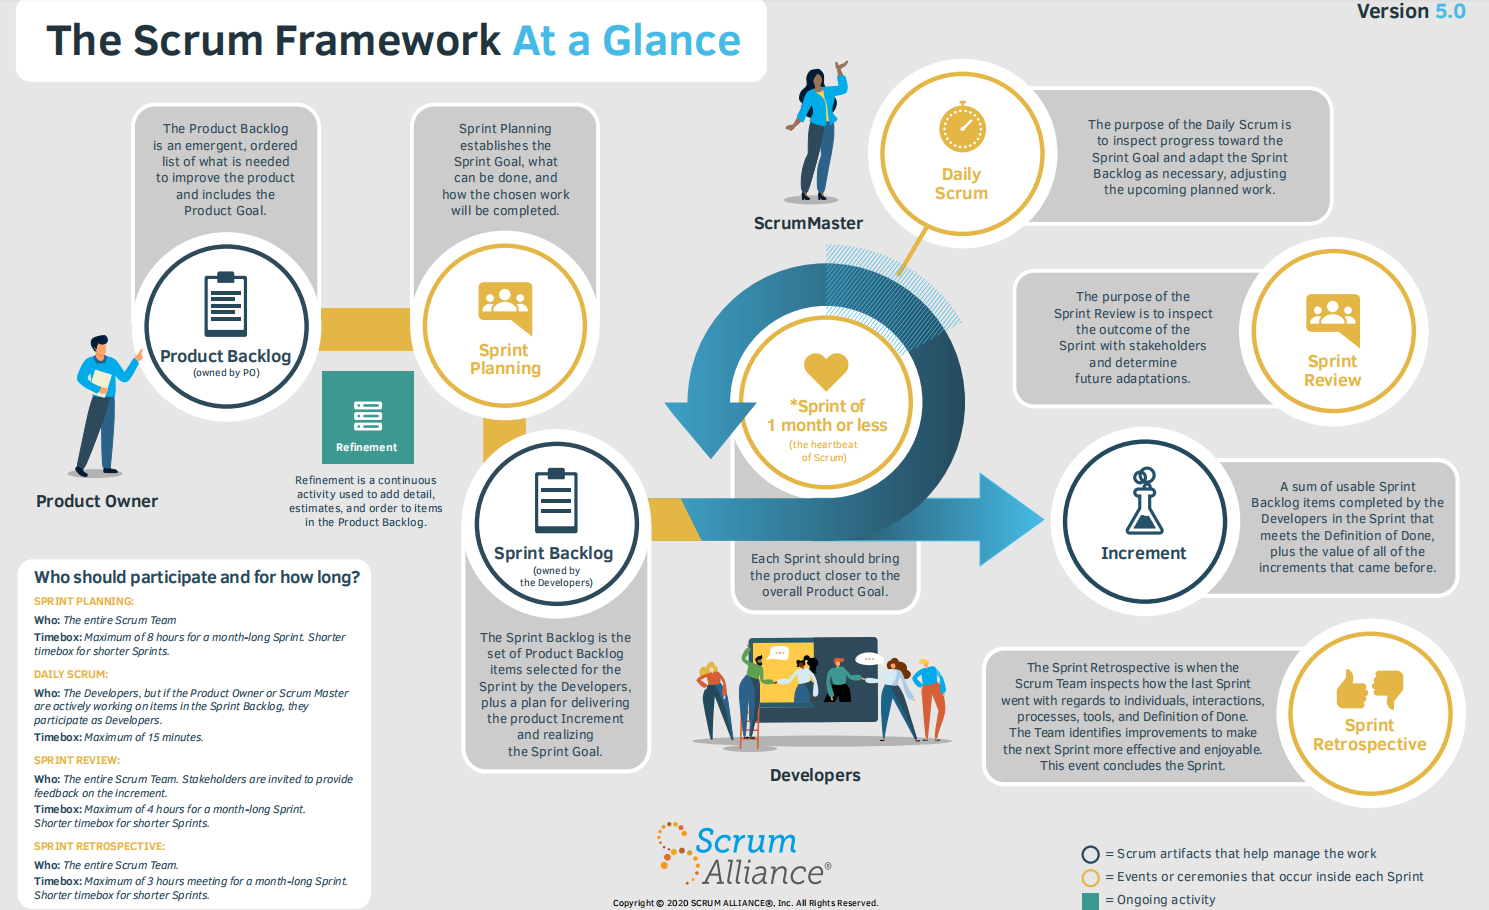 The Scrum Framework At a Glance
Version 5.0
The Product Backlog
is an emergent, ordered
list of what is needed
to improve the product
and includes the
Product Goal.
Product Backlog
(owned by PO)
Product Owner
Sprint Planning
establishes the
Sprint Goal, what
can be done, and
how the chosen work
will be completed.
Sprint
Planning
Refinement
Refinement is a continuous
activity used to add detail,
estimates, and order to items
in the Product Backlog.
Sprint Backlog
(owned by
the Developers)
The Sprint Backlog is the
set of Product Backlog
items selected for the
Sprint by the Developers,
plus a plan for delivering
the product Increment
and realizing
the Sprint Goal.
ScrumMaster
Daily
Scrum
The purpose of the Daily Scrum is
to inspect progress toward the
Sprint Goal and adapt the Sprint
Backlog as necessary, adjusting
the upcoming planned work.
*Sprint of
1 month or less
(the heartbeat
of Scrum)
Each Sprint should bring
the product closer to the
overall Product Goal.
The purpose of the
Sprint Review is to inspect
the outcome of the
Sprint with stakeholders
and determine
future adaptations.
Sprint
Review
Increment
A sum of usable Sprint
Backlog items completed by the
Developers in the Sprint that
meets the Definition of Done,
plus the value of all of the
increments that came before.
Developers
The Sprint Retrospective is when the
Scrum Team inspects how the last Sprint
went with regards to individuals, interactions,
processes, tools, and Definition of Done.
The Team identifies improvements to make
the next Sprint more effective and enjoyable.
This event concludes the Sprint.
Sprint
Retrospective
Who should participate and for how long?
SPRINT PLANNING:
Who: The entire Scrum Team
Timebox: Maximum of 8 hours for a month-long Sprint. Shorter
timebox for shorter Sprints.
DAILY SCRUM:
Who: The Developers, but if the Product Owner or Scrum Master
are actively working on items in the Sprint Backlog, they
participate as Developers.
Timebox: Maximum of 15 minutes.
SPRINT REVIEW:
Who: The entire Scrum Team. Stakeholders are invited to provide
feedback on the increment.
Timebox: Maximum of 4 hours for a month-long Sprint.
Shorter timebox for shorter Sprints.
SPRINT RETROSPECTIVE:
Who: The entire Scrum Team.
Timebox: Maximum of 3 hours meeting for a month-long Sprint.
Shorter timebox for shorter Sprints.
Scrum
Alliance®
Copyright © 2020 SCRUM ALLIANCE®, Inc. All Rights Reserved.
= Scrum artifacts that help manage the work
= Events or ceremonies that occur inside each Sprint
= Ongoing activity